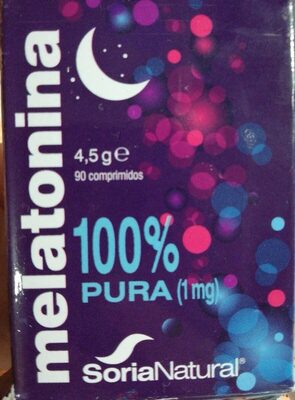 melatonina
4,5 g ℮
90 comprimidos
100%
PURA (1 mg)
SoriaNatural®